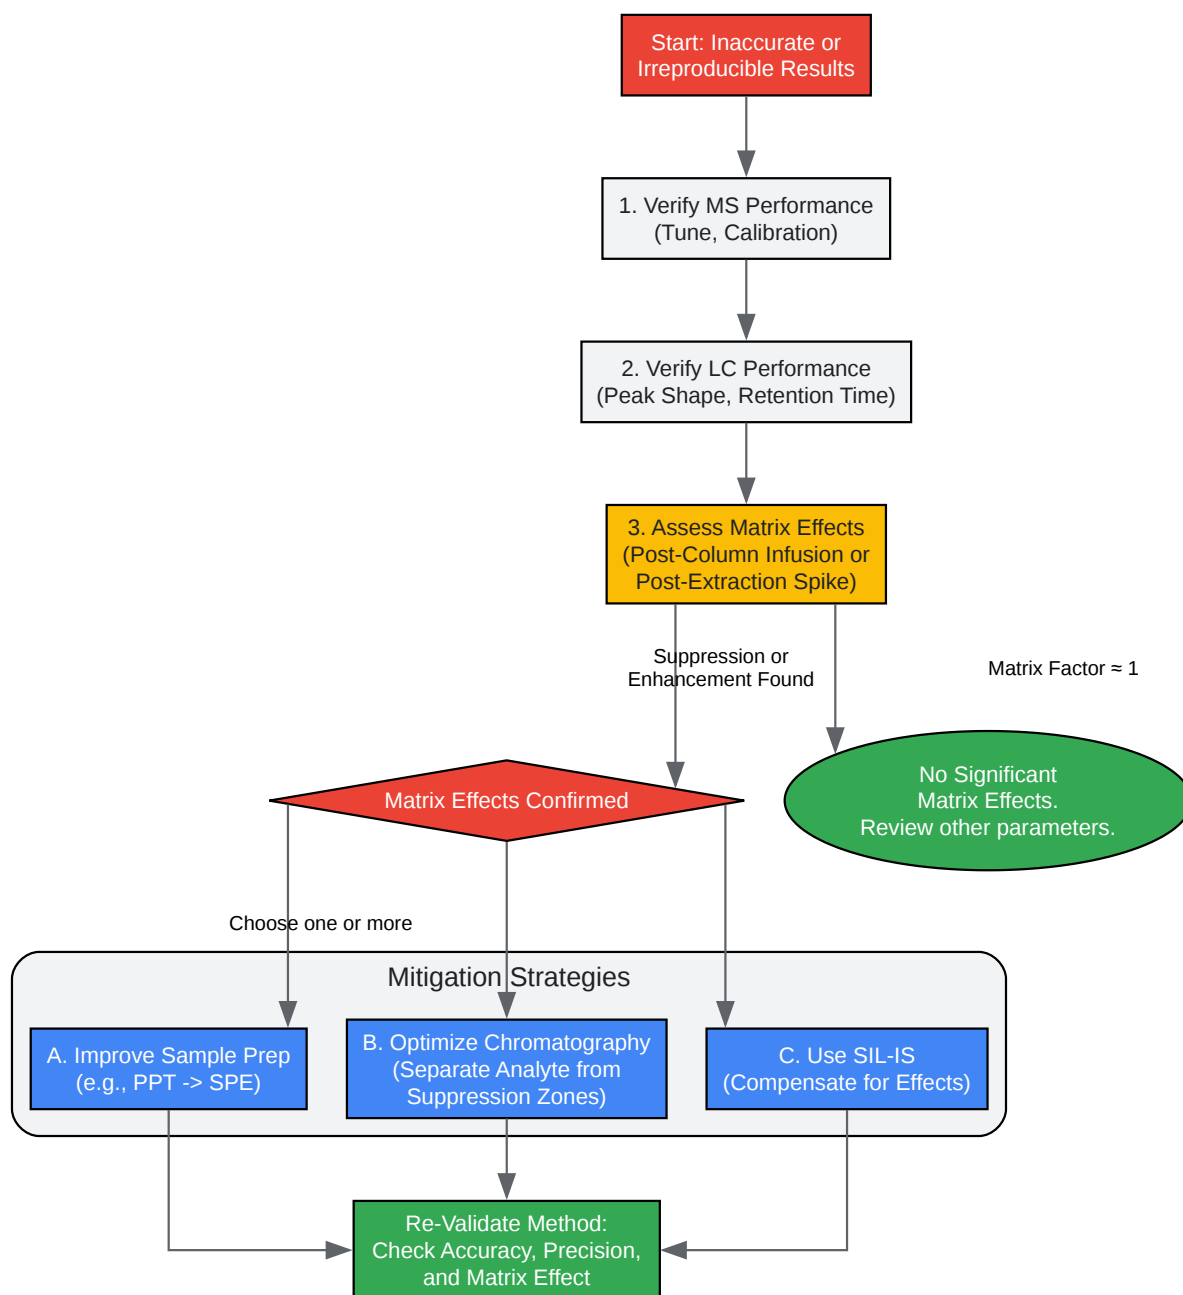 Start: Inaccurate or
Irreproducible Results
1. Verify MS Performance
(Tune, Calibration)
2. Verify LC Performance
(Peak Shape, Retention Time)
3. Assess Matrix Effects
(Post-Column Infusion or
Post-Extraction Spike)
Suppression or
Enhancement Found
Matrix Factor ≈ 1
Matrix Effects Confirmed
No Significant
Matrix Effects.
Review other parameters.
Choose one or more
Mitigation Strategies
A. Improve Sample Prep
(e.g., PPT -> SPE)
B. Optimize Chromatography
(Separate Analyte from
Suppression Zones)
C. Use SIL-IS
(Compensate for Effects)
Re-Validate Method:
Check Accuracy, Precision,
and Matrix Effect